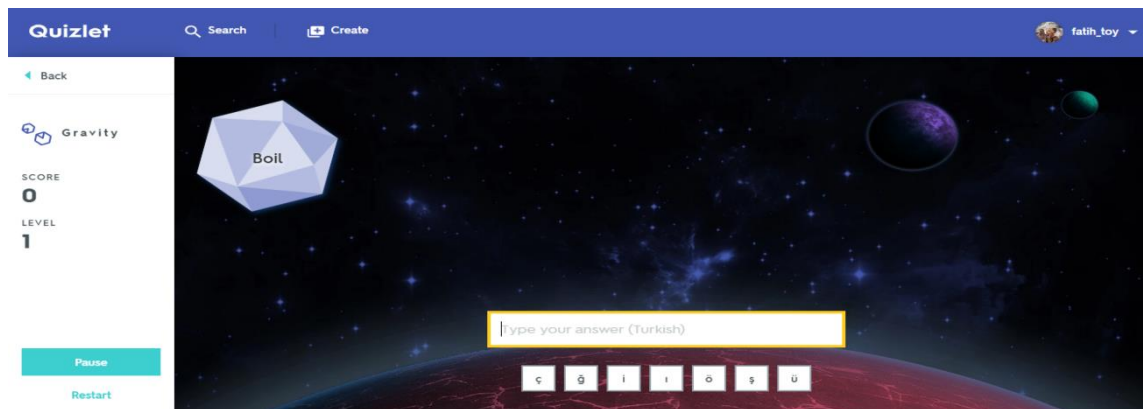 Quizlet
Search
Create
fatih_toy
Back
Gravity
SCORE
0
LEVEL
1
Boil
Type your answer (Turkish)
ç ğ i ı ö ş ü
Pause
Restart